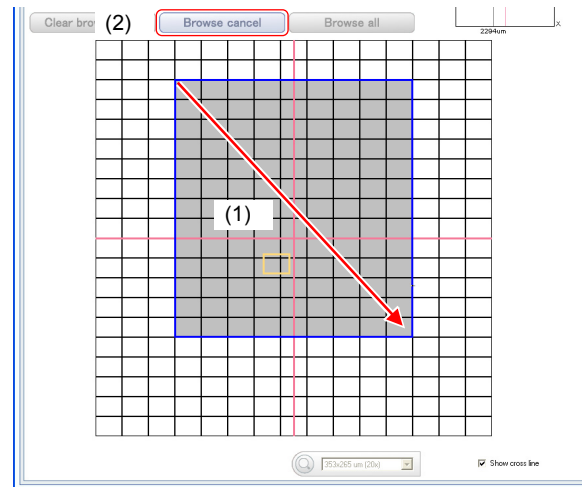 Clear bro
(2)
Browse cancel
Browse all
x
2294um
(1)
353x265 um (20x)
Show cross line